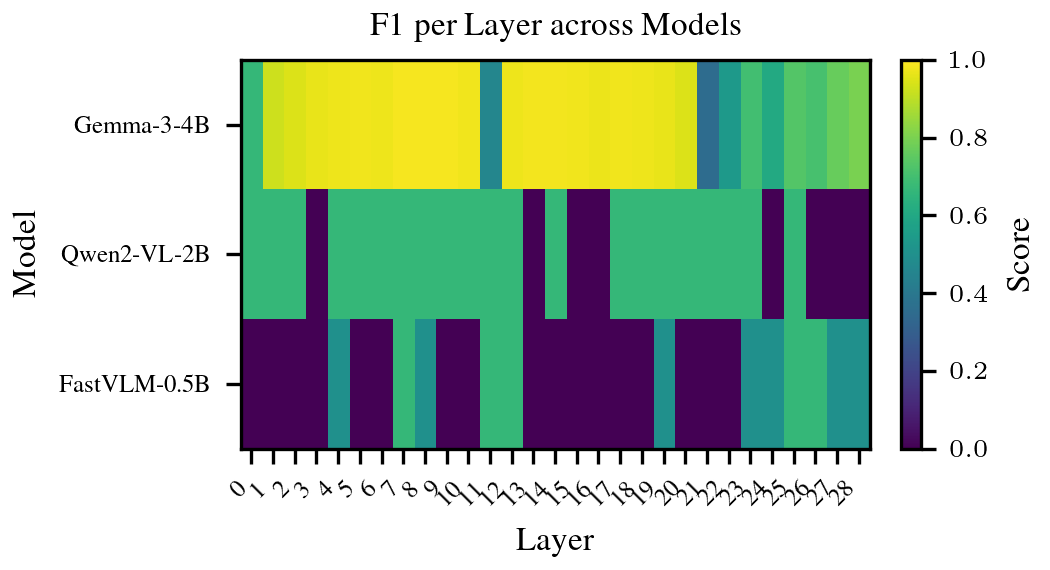 F1 per Layer across Models
Model
Gemma-3-4B
Qwen2-VL-2B
FastVLM-0.5B
0 1 2 3 4 5 6 7 8 9 10 11 12 13 14 15 16 17 18 19 20 21 22 23 24 25 26 27 28
Layer
1.0
0.8
0.6
0.4
0.2
0.0
Score